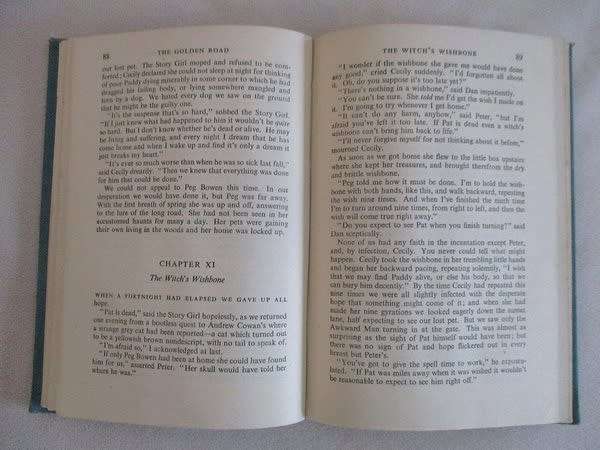 88 THE GOLDEN ROAD
our lost pet. The Story Girl moped and refused to be com-
forted; Cecily declared she could not sleep at night for thinking
of poor Paddy dying miserably in some corner to which he had
dragged his failing body, or lying somewhere mangled and
torn by a dog. We hated every dog we saw on the ground
that he might be the guilty one.
"It's the suspense that's so hard," sobbed the Story Girl.
"If I just knew what had happened to him it wouldn't be quite
so hard. But I don't know whether he's dead or alive. He may
be living and suffering, and every night I dream that he has
come home and when I wake up and find it's only a dream it
just breaks my heart."
"It's ever so much worse than when he was so sick last fall,"
said Cecily drearily. "Then we knew that everything was done
for him that could be done."
We could not appeal to Peg Bowen this time. In our
desperation we would have done it, but Peg was far away.
With the first breath of spring she was up and off, answering
to the lure of the long road. She had not been seen in her
accustomed haunts for many a day. Her pets were gaining
their own living in the woods and her house was locked up.
CHAPTER XI
The Witch's Wishbone
WHEN A FORTNIGHT HAD ELAPSED WE GAVE UP ALL
hope.
"Pat is dead," said the Story Girl hopelessly, as we returned
one evening from a bootless quest to Andrew Cowan's where
a strange gray cat had been reported—a cat which turned out
to be a yellowish brown nondescript, with no tail to speak of.
"I'm afraid so," I acknowledged at last.
"If only Peg Bowen had been at home she could have found
him for us," asserted Peter. "Her skull would have told her
where he was."
THE WITCH'S WISHBONE 89
"I wonder if the wishbone she gave me would have done
any good," cried Cecily suddenly. "I'd forgotten all about
it. Oh, do you suppose it's too late yet?"
"There's nothing in a wishbone," said Dan impatiently.
"You can't be sure. She told me I'd get the wish I made on
it. I'm going to try whenever I get home."
"It can't do any harm, anyhow," said Peter, "but I'm
afraid you've left it too late. If Pat is dead even a witch's
wishbone can't bring him back to life."
"I'll never forgive myself for not thinking about it before,"
mourned Cecily.
As soon as we got home she flew to the little box upstairs
where she kept her treasures, and brought therefrom the dry
and brittle wishbone.
"Peg told me how it must be done. I'm to hold the wish-
bone with both hands, like this, and walk backward, repeating
the wish nine times. And when I've finished the ninth time
I'm to turn around nine times, from right to left, and then the
wish will come true right away."
"Do you expect to see Pat when you finish turning?" said
Dan skeptically.
None of us had any faith in the incantation except Peter,
and, by infection, Cecily. You never could tell what might
happen. Cecily took the wishbone in her trembling little hands
and began her backward pacing, repeating solemnly, "I wish
that we may find Paddy alive, or else his body, so that we
can bury him decently." By the time Cecily had repeated this
nine times we were all slightly infected with the desperate
hope that something might come of it; and when she had
made her nine gyrations we looked eagerly down the sunset
lane, half expecting to see our lost pet. But we saw only the
Awkward Man turning in at the gate. This was almost as
surprising as the sight of Pat himself would have been; but
there was no sign of Pat and hope flickered out in every
breast but Peter's.
"You've got to give the spell time to work," he expostu-
lated. "If Pat was miles away when it was wished it wouldn't
be reasonable to expect to see him right off."